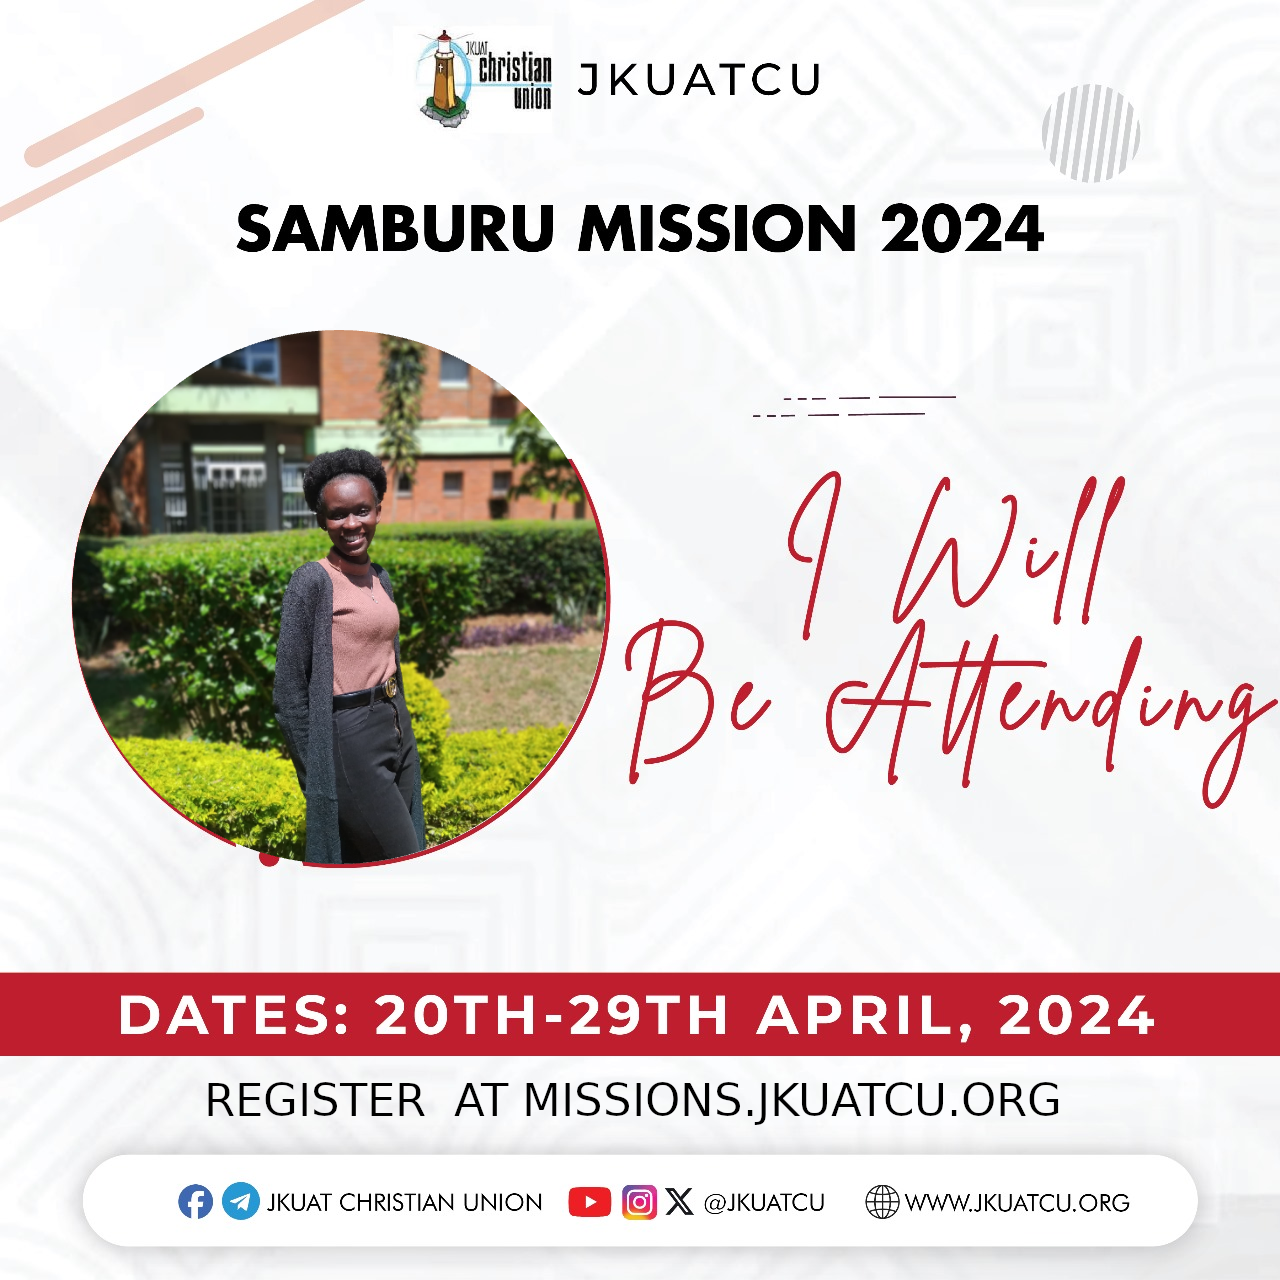 JKUAT
christian
union
JKUATCU
SAMBURU MISSION 2024
I Will
Be Attending
DATES: 20TH-29TH APRIL, 2024
REGISTER AT MISSIONS.JKUATCU.ORG
JKUAT CHRISTIAN UNION @JKUATCU WWW.JKUATCU.ORG